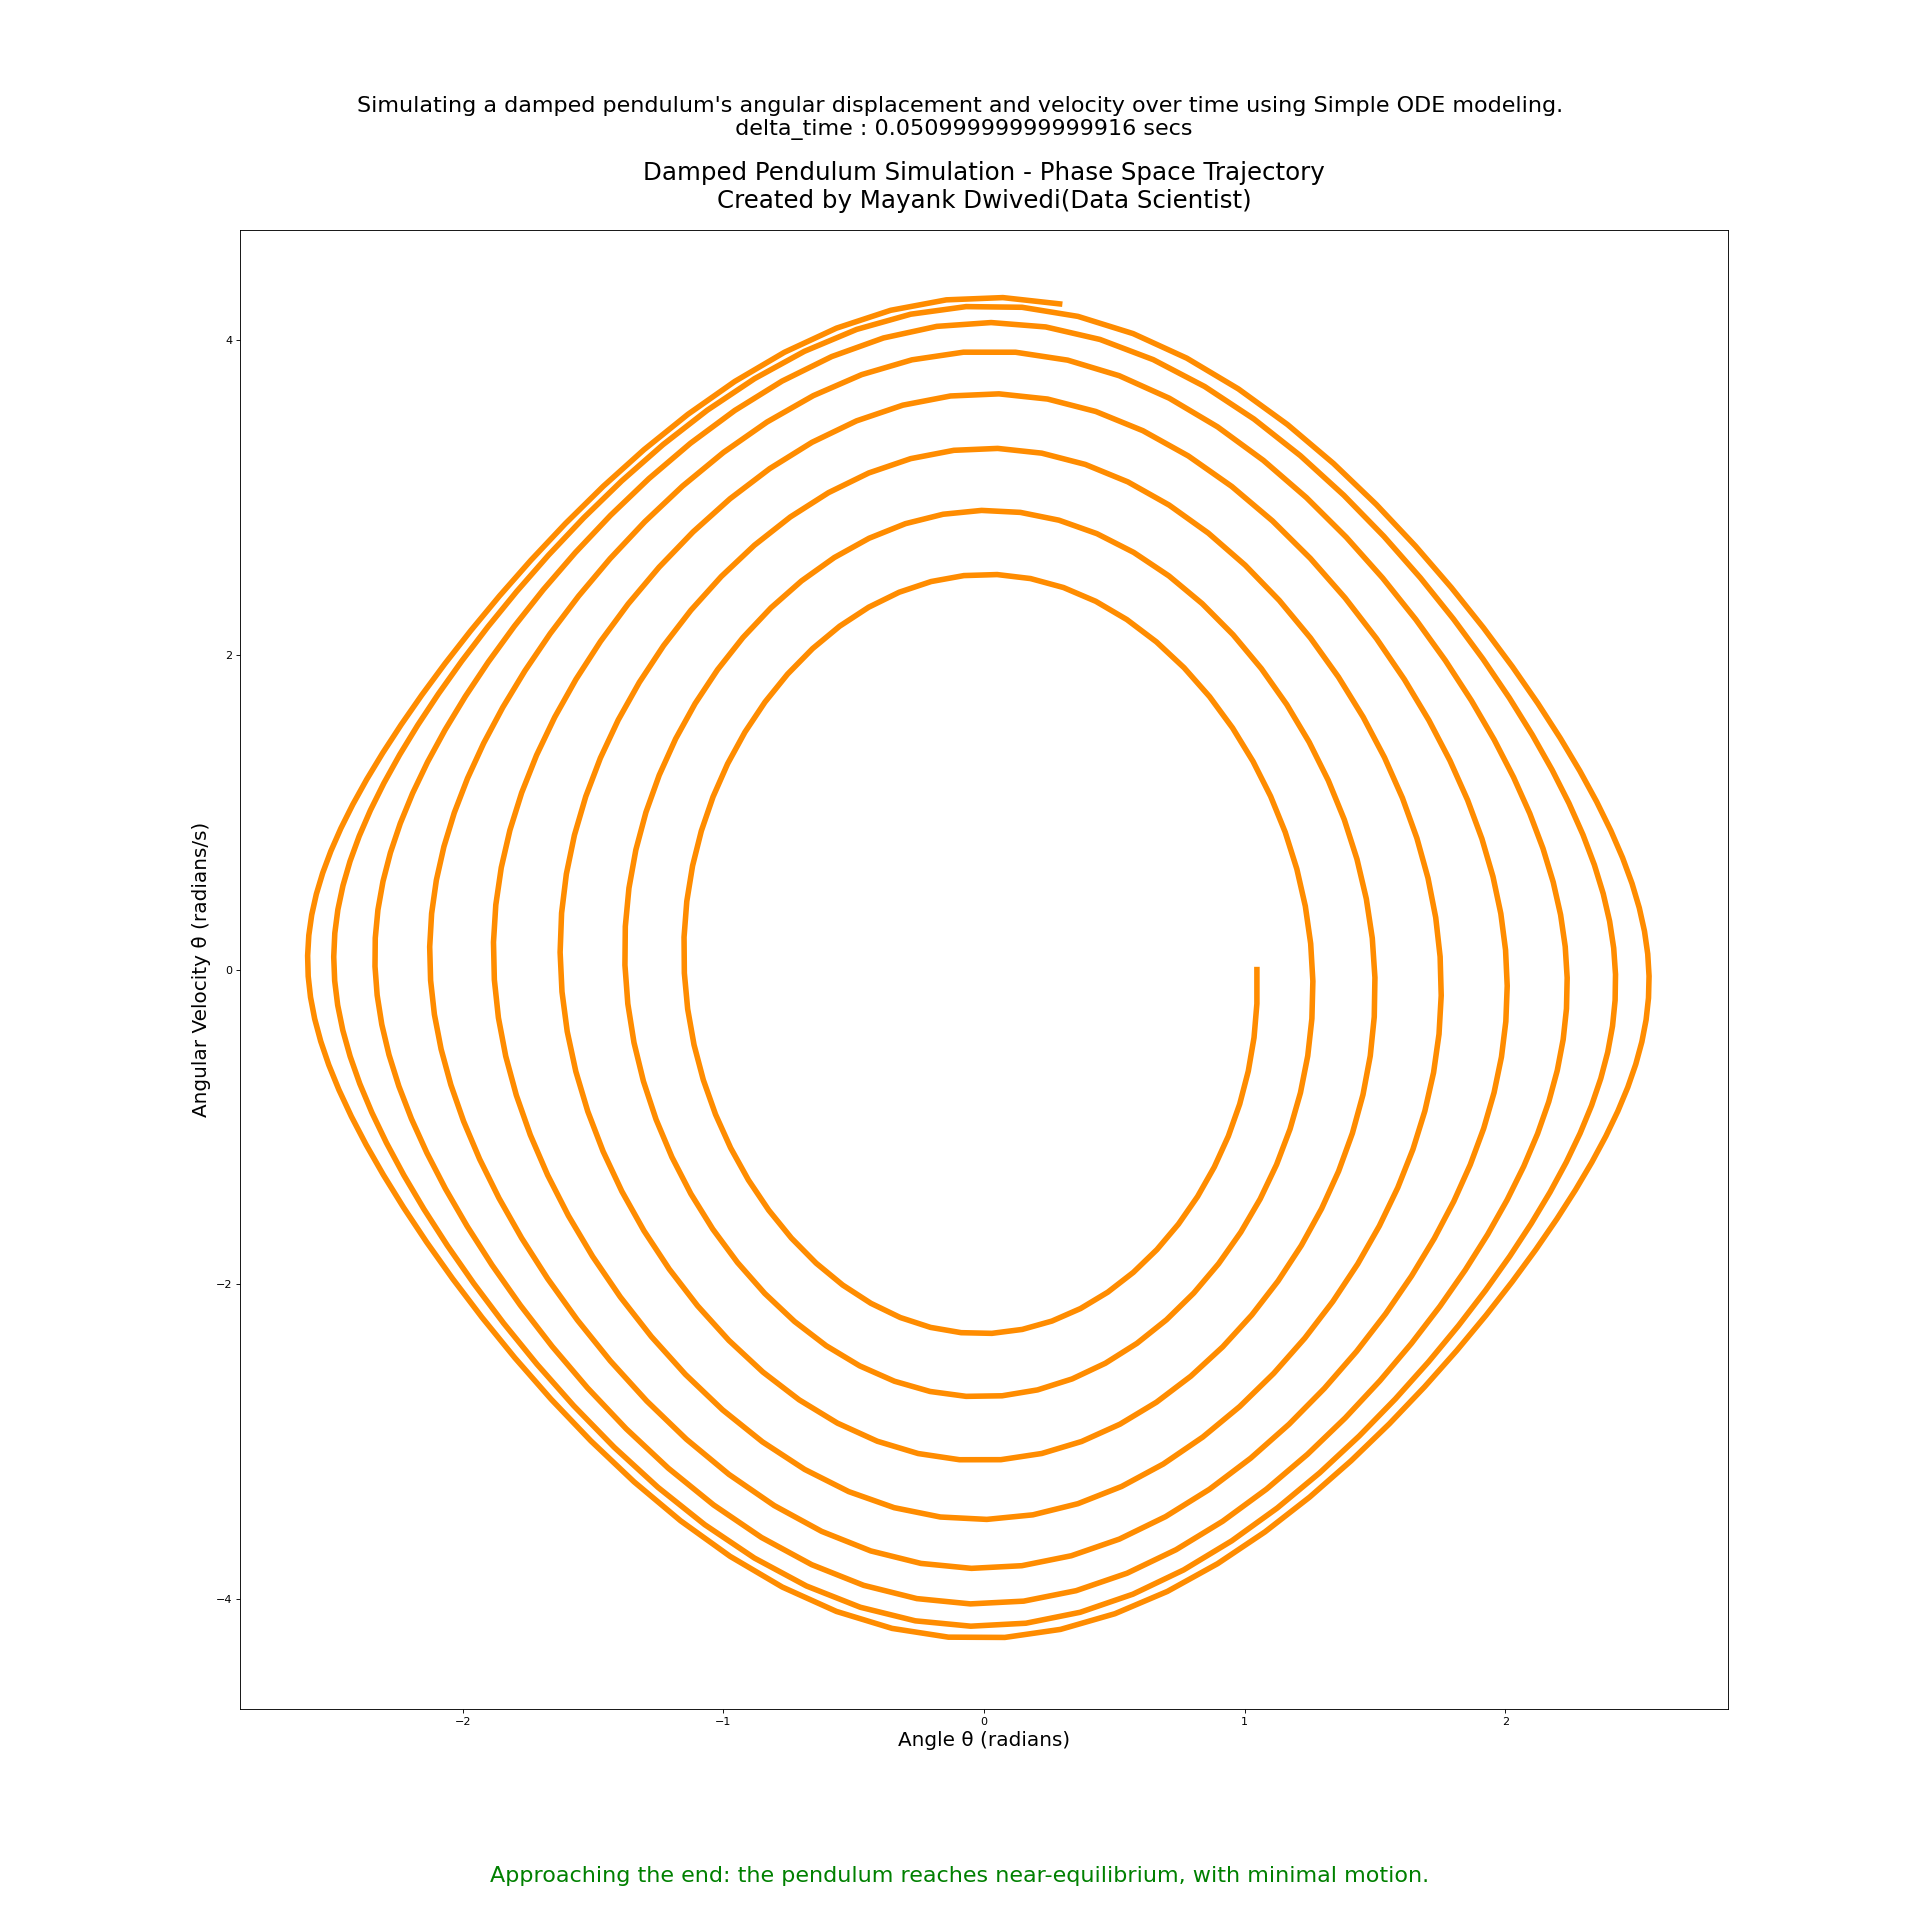 Simulating a damped pendulum's angular displacement and velocity over time using Simple ODE modeling.
delta_time : 0.05099999999999916 secs
Damped Pendulum Simulation - Phase Space Trajectory
Created by Mayank Dwivedi(Data Scientist)
Angular Velocity θ (radians/s)
4
2
0
−2
−4
−2
−1
0
1
2
Angle θ (radians)
Approaching the end: the pendulum reaches near-equilibrium, with minimal motion.